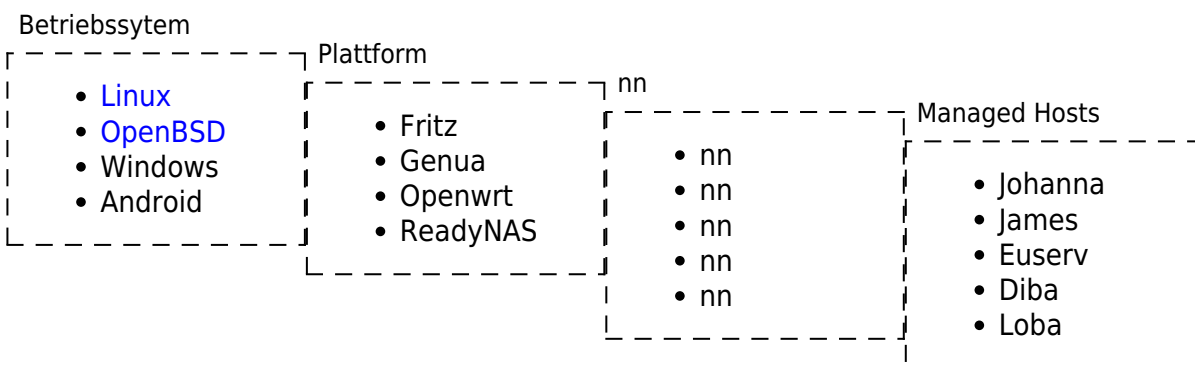 Betriebssytem
Linux
OpenBSD
Windows
Android
Plattform
Fritz
Genua
Openwrt
ReadyNAS
nn
nn
nn
nn
nn
nn
Managed Hosts
Johanna
James
Euserv
Diba
Loba